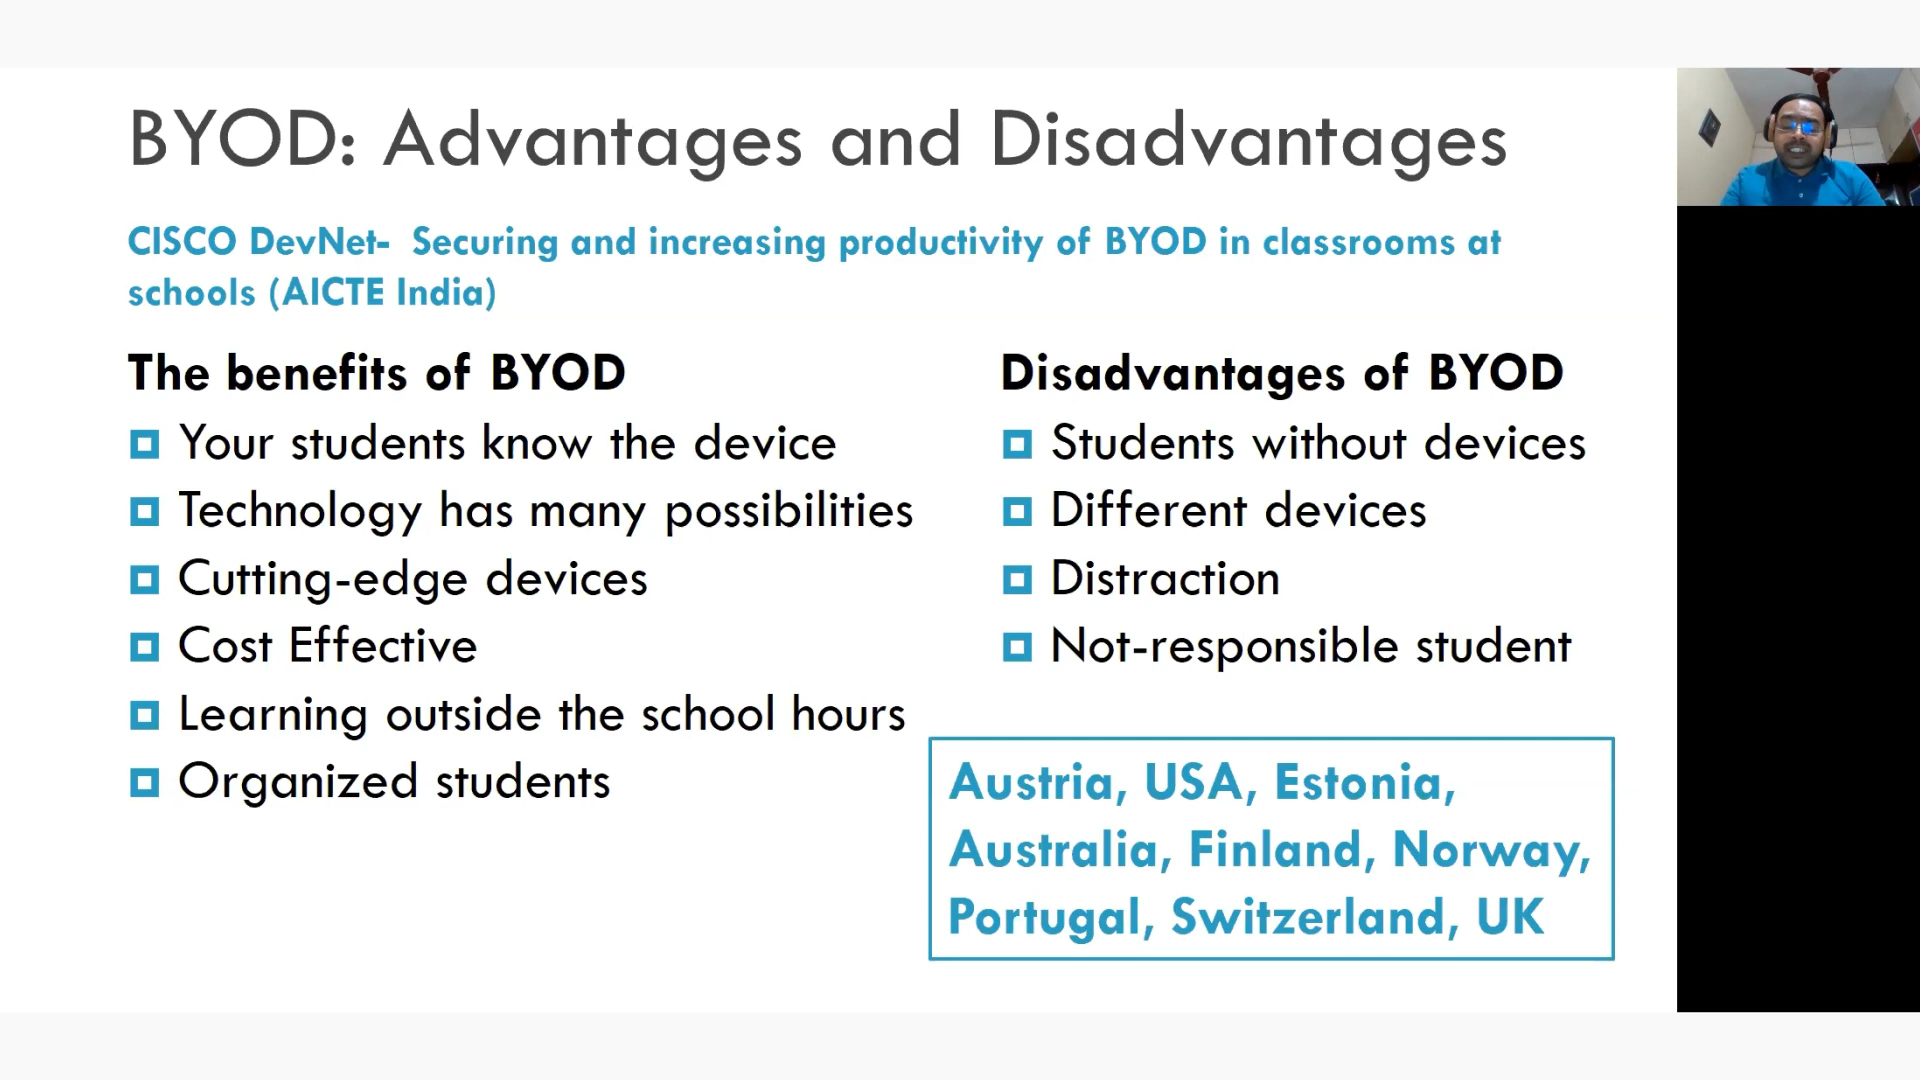 BYOD: Advantages and Disadvantages
CISCO DevNet- Securing and increasing productivity of BYOD in classrooms at
schools (AICTE India)
The benefits of BYOD
Your students know the device
Technology has many possibilities
Cutting-edge devices
Cost Effective
Learning outside the school hours
Organized students
Disadvantages of BYOD
Students without devices
Different devices
Distraction
Not-responsible student
Austria, USA, Estonia,
Australia, Finland, Norway,
Portugal, Switzerland, UK